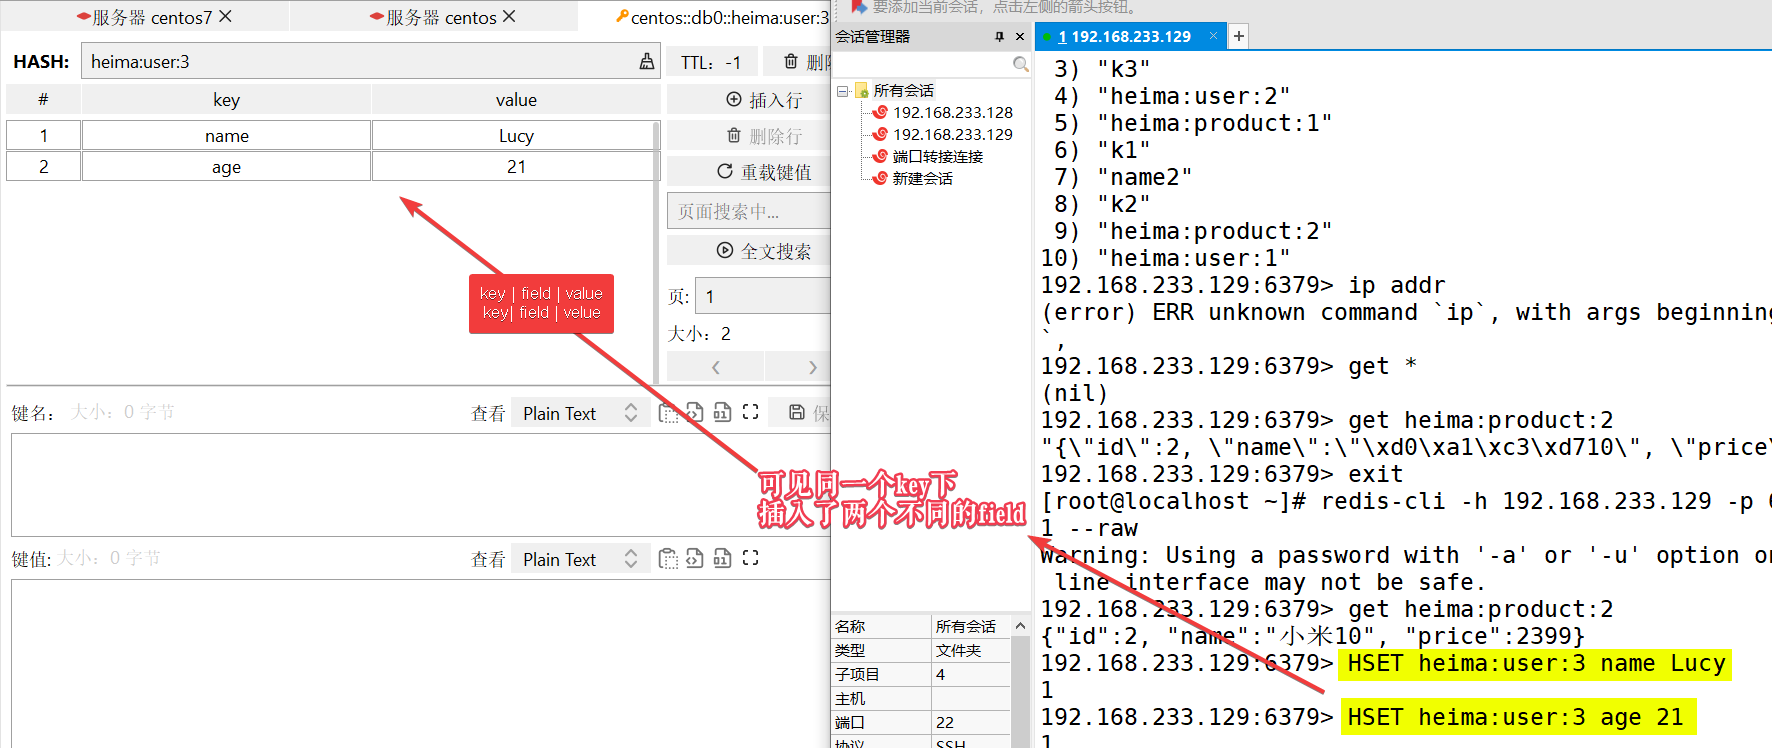 服务器 centos7
服务器 centos
centos::db0::heima:user:3
HASH:
heima:user:3
TTL: -1
删
#
key
value
插入行
1
name
Lucy
删除行
2
age
21
重载键值
页面搜索中...
全文搜索
key | field | value
key| field | velue
页:
1
大小: 2
键名:
大小: 0 字节
查看
Plain Text
保
可见同一个key下
插入了两个不同的field
键值:
大小: 0 字节
查看
Plain Text
要添加当前会话，点击左侧的箭头按钮。
会话管理器
所有会话
192.168.233.128
192.168.233.129
端口转接连接
新建会话
名称
所有会话
类型
文件夹
子项目
4
主机
端口
22
协议
SSH
1 192.168.233.129
3) "k3"
4) "heima:user:2"
5) "heima:product:1"
6) "k1"
7) "name2"
8) "k2"
9) "heima:product:2"
10) "heima:user:1"
192.168.233.129:6379> ip addr
(error) ERR unknown command `ip`, with args beginning
`,
192.168.233.129:6379> get *
(nil)
192.168.233.129:6379> get heima:product:2
"{\"id\":2, \"name\":\"\xd0\xa1\xc3\xd710\", \"price\
192.168.233.129:6379> exit
[root@localhost ~]# redis-cli -h 192.168.233.129 -p 6
1 --raw
Warning: Using a password with '-a' or '-u' option on
line interface may not be safe.
192.168.233.129:6379> get heima:product:2
{"id":2, "name":"小米10", "price":2399}
192.168.233.129:6379> HSET heima:user:3 name Lucy
1
192.168.233.129:6379> HSET heima:user:3 age 21
1